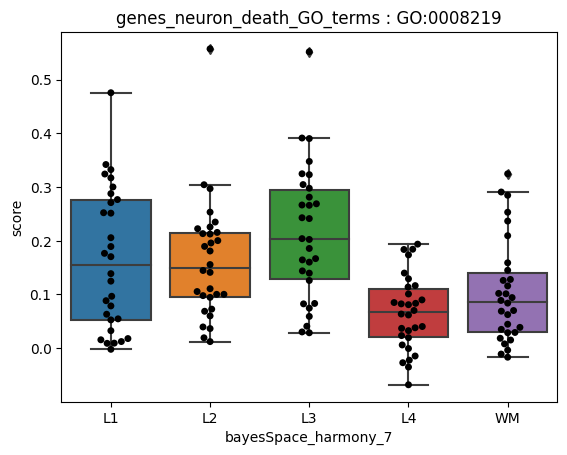 genes_neuron_death_GO_terms : GO:0008219
score
0.5
0.4
0.3
0.2
0.1
0.0
L1 L2 L3 L4 WM
bayesSpace_harmony_7